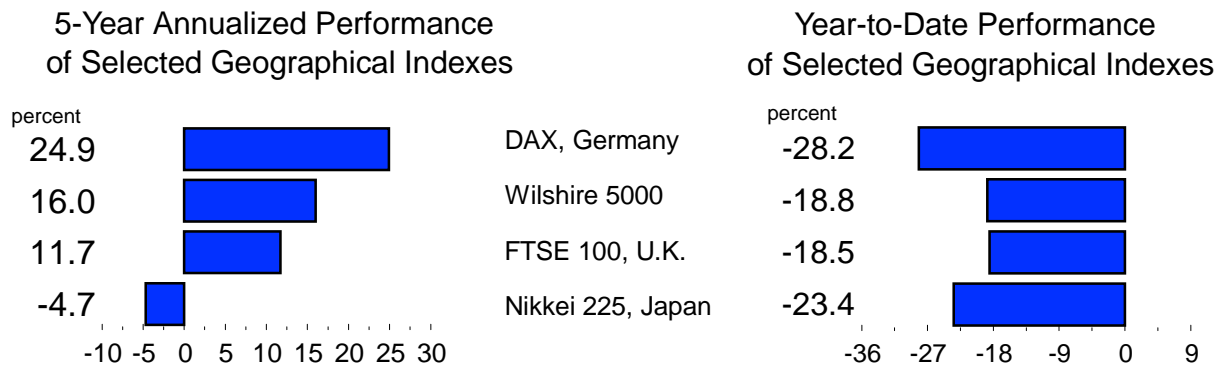 5-Year Annualized Performance
of Selected Geographical Indexes
percent
24.9
16.0
11.7
-4.7
-10 -5 0 5 10 15 20 25 30
DAX, Germany
Wilshire 5000
FTSE 100, U.K.
Nikkei 225, Japan
Year-to-Date Performance
of Selected Geographical Indexes
percent
-28.2
-18.8
-18.5
-23.4
-36 -27 -18 -9 0 9